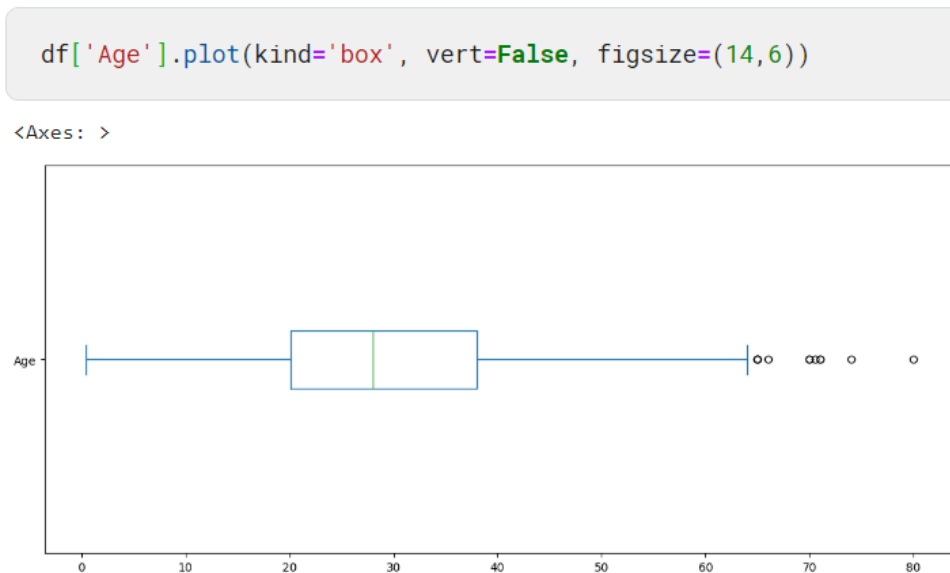 df['Age'].plot(kind='box', vert=False, figsize=(14,6))
<Axes: >
Age
0 10 20 30 40 50 60 70 80